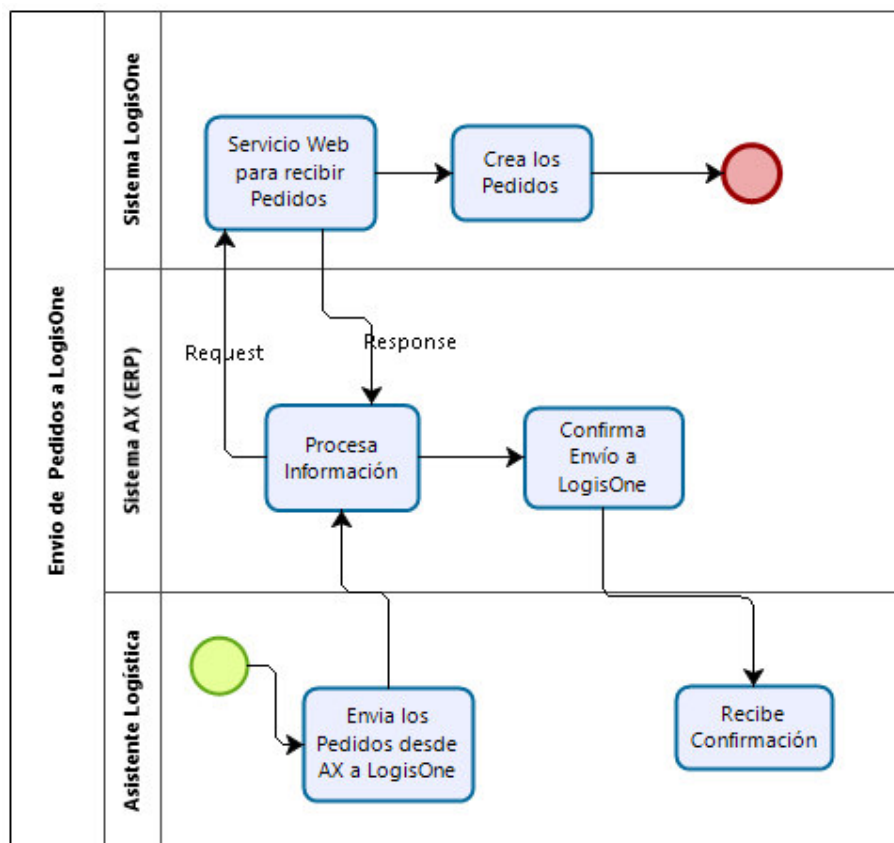 Envio de Pedidos a LogisOne
Sistema LogisOne
Servicio Web
para recibir
Pedidos
Crea los
Pedidos
Sistema AX (ERP)
Request
Response
Procesa
Información
Confirma
Envío a
LogisOne
Asistente Logística
Envia los
Pedidos desde
AX a LogisOne
Recibe
Confirmación